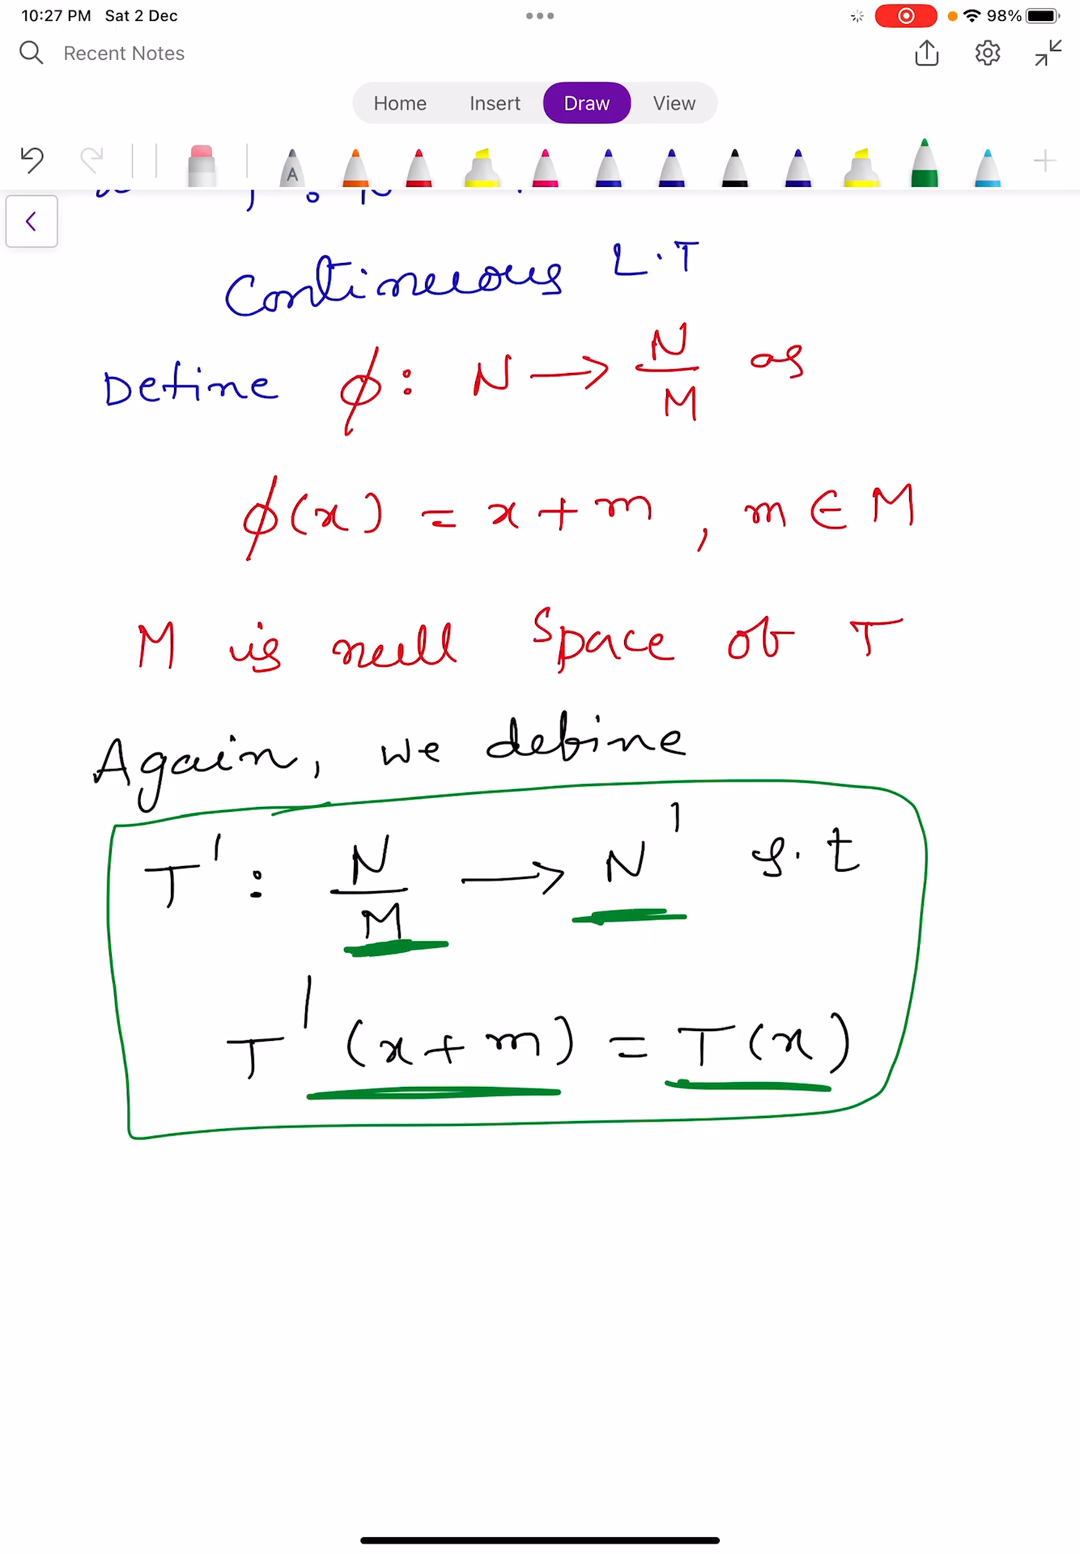 10:27 PM Sat 2 Dec 98%
Recent Notes
Home Insert Draw View
A
Continuous L.T
Define ϕ: N → N/M as
ϕ(x) = x + m, m ∈ M
M is null space of T
Again, we define
T' : N/M → N' s.t
T' (x + m) = T(x)